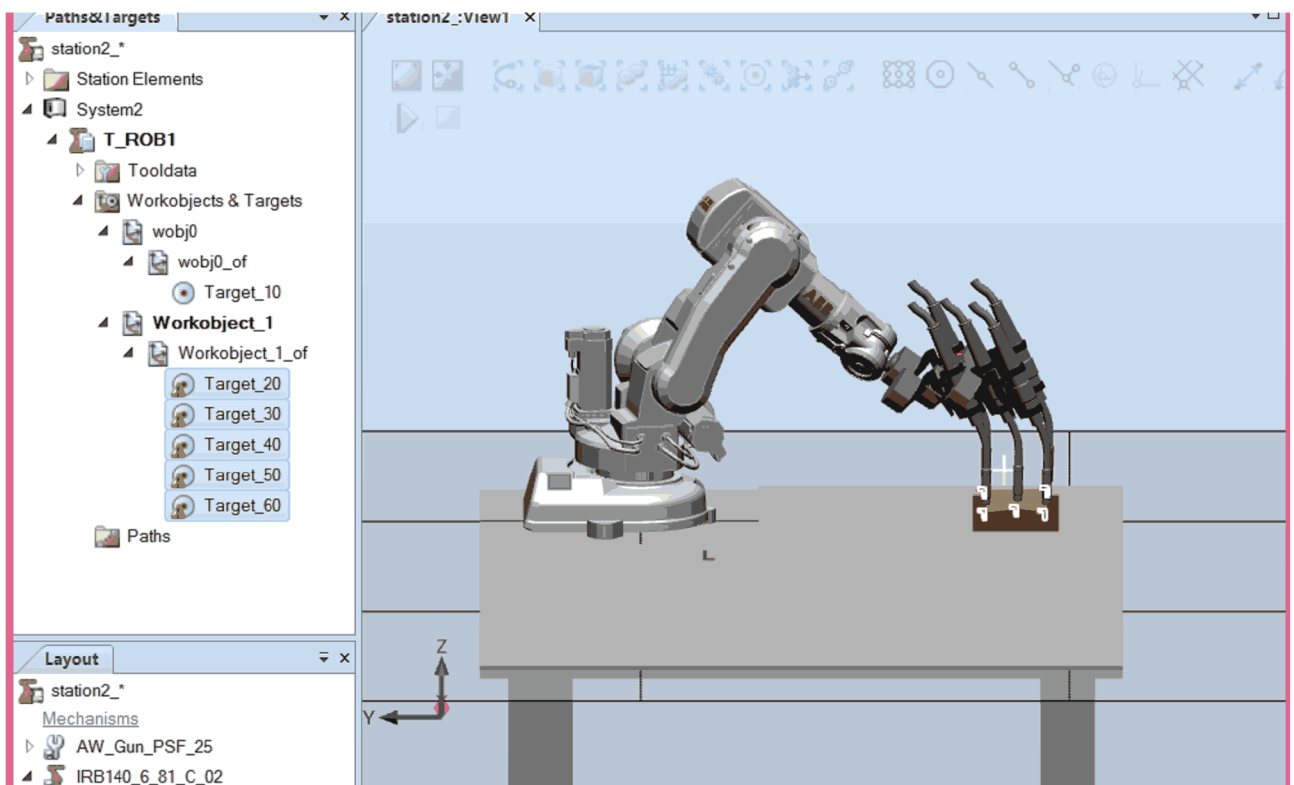 Paths&Targets
station2_:View1
station2_*
Station Elements
System2
T_ROB1
Tooldata
Workobjects & Targets
wobj0
wobj0_of
Target_10
Workobject_1
Workobject_1_of
Target_20
Target_30
Target_40
Target_50
Target_60
Paths
Layout
station2_*
Mechanisms
AW_Gun_PSF_25
IRB140_6_81_C_02
ABB
Z
Y